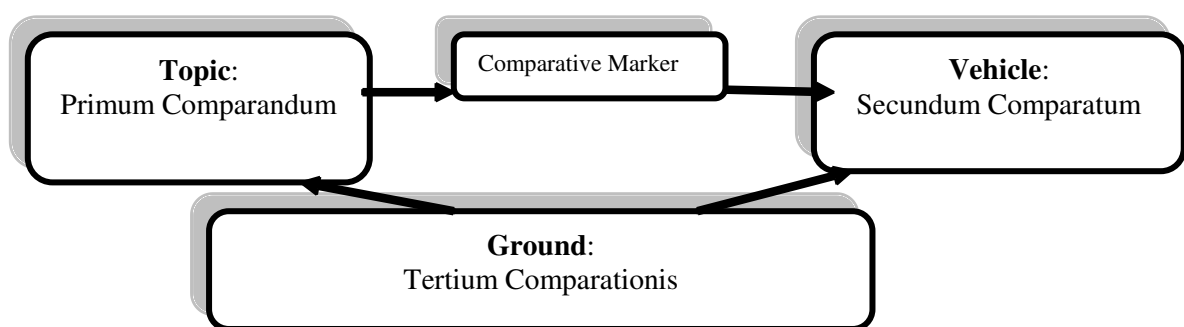 Topic:
Primum Comparandum
Comparative Marker
Vehicle:
Secundum Comparatum
Ground:
Tertium Comparationis